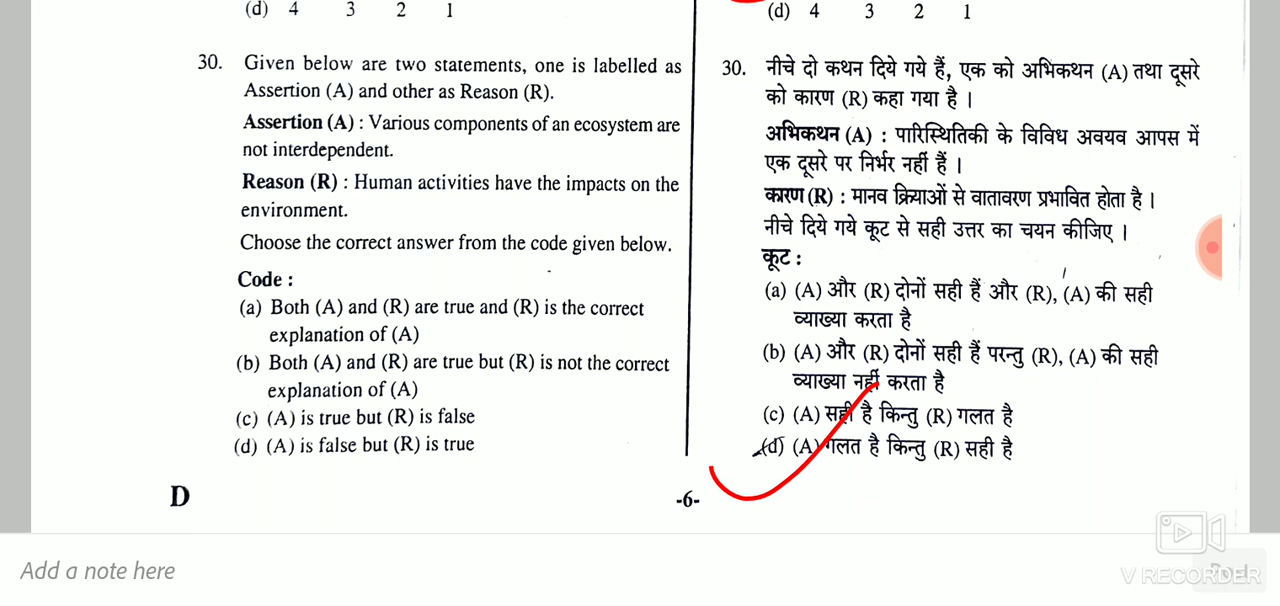 (d) 4 3 2 1
30. Given below are two statements, one is labelled as
Assertion (A) and other as Reason (R).
Assertion (A) : Various components of an ecosystem are
not interdependent.
Reason (R) : Human activities have the impacts on the
environment.
Choose the correct answer from the code given below.
Code :
(a) Both (A) and (R) are true and (R) is the correct
explanation of (A)
(b) Both (A) and (R) are true but (R) is not the correct
explanation of (A)
(c) (A) is true but (R) is false
(d) (A) is false but (R) is true
(d) 4 3 2 1
30. नीचे दो कथन दिये गये हैं, एक को अभिकथन (A) तथा दूसरे
को कारण (R) कहा गया है ।
अभिकथन (A) : पारिस्थितिकी के विविध अवयव आपस में
एक दूसरे पर निर्भर नहीं हैं ।
कारण (R) : मानव क्रियाओं से वातावरण प्रभावित होता है ।
नीचे दिये गये कूट से सही उत्तर का चयन कीजिए ।
कूट :
(a) (A) और (R) दोनों सही हैं और (R), (A) की सही
व्याख्या करता है
(b) (A) और (R) दोनों सही हैं परन्तु (R), (A) की सही
व्याख्या नहीं करता है
(c) (A) सही है किन्तु (R) गलत है
(d) (A) गलत है किन्तु (R) सही है
D
-6-
Add a note here
Post
V RECORDER